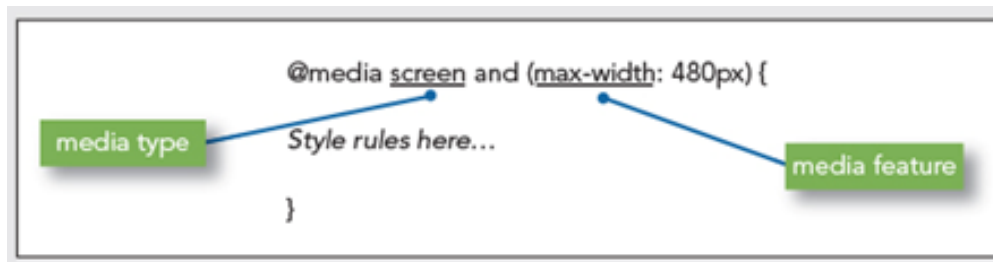 @media screen and (max-width: 480px) {
media type
Style rules here...
media feature
}